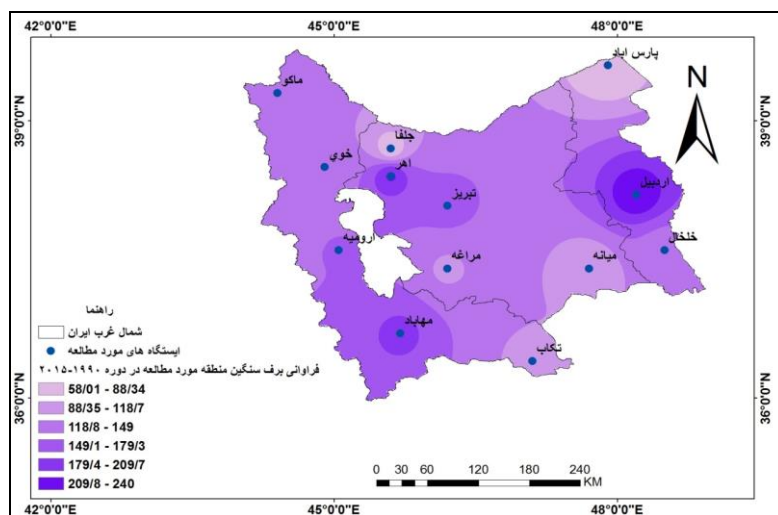 42°0'0"E 45°0'0"E 48°0'0"E
پارس اباد
N
ماکو
39°0'0"N 39°0'0"N
جلفا
خوي
اهر
تبریز
اردبیل
ارومیه
خلخال
مراغه
میانه
راهنما
شمال غرب ایران
مهاباد
ایستگاه های مورد مطالعه
تکاب
فراوانی برف سنگین منطقه مورد مطالعه در دوره ۱۹۹۰-۲۰۱۵
58/01 - 88/34
36°0'0"N 36°0'0"N
88/35 - 118/7
118/8 - 149
149/1 - 179/3
179/4 - 209/7
209/8 - 240
0 30 60 120 180 240
KM
42°0'0"E 45°0'0"E 48°0'0"E